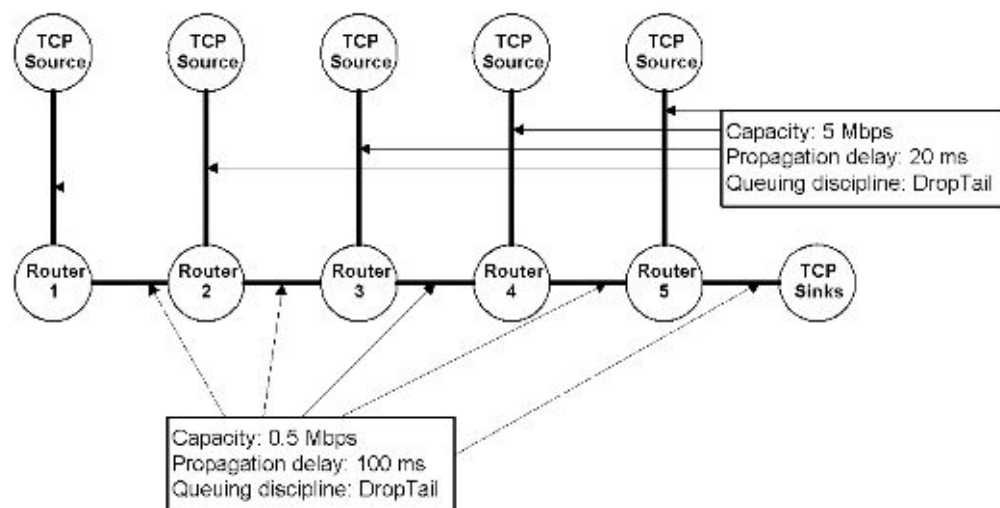 TCP
Source
TCP
Source
TCP
Source
TCP
Source
TCP
Source
Capacity: 5 Mbps
Propagation delay: 20 ms
Queuing discipline: DropTail
Router
1
Router
2
Router
3
Router
4
Router
5
TCP
Sinks
Capacity: 0.5 Mbps
Propagation delay: 100 ms
Queuing discipline: DropTail